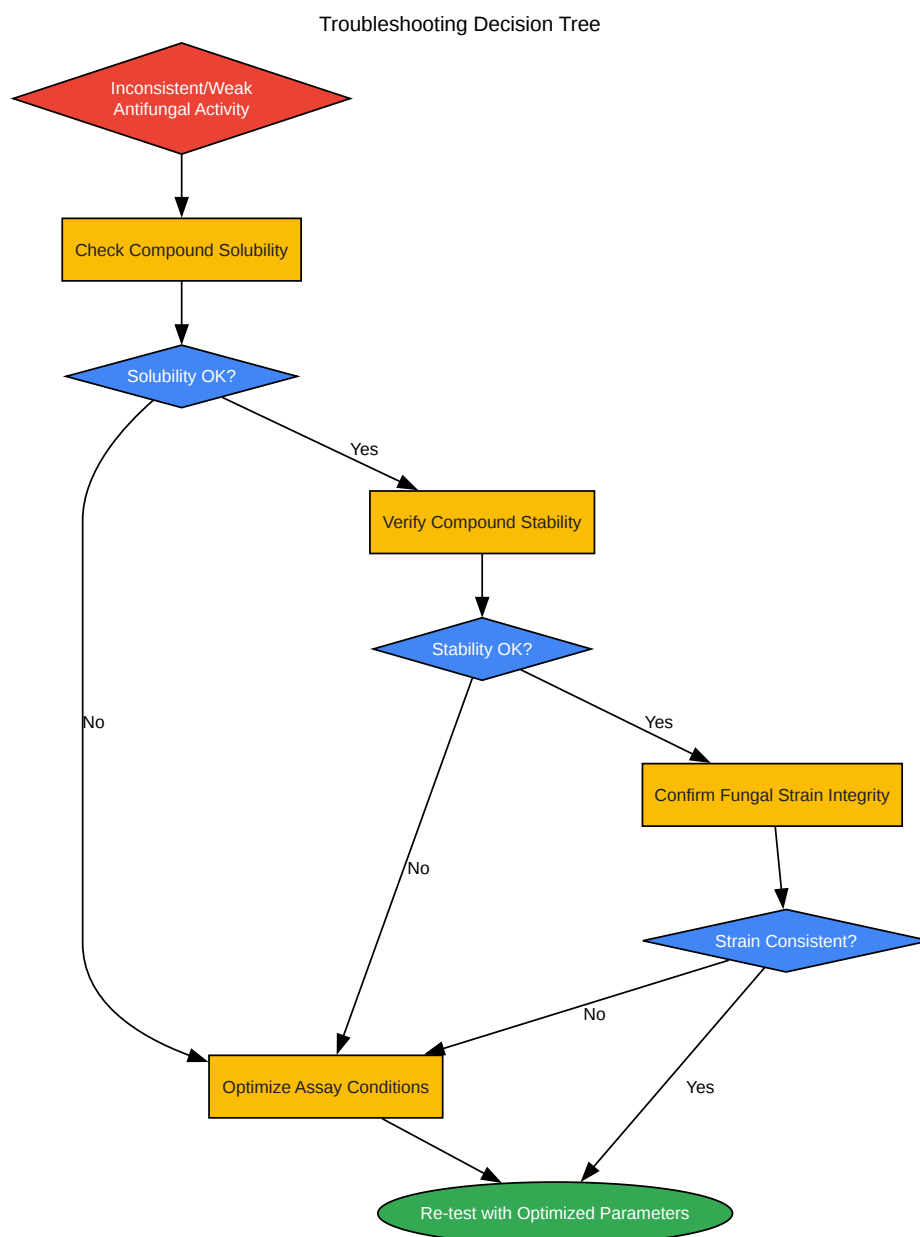 Troubleshooting Decision Tree
Inconsistent/Weak
Antifungal Activity
Check Compound Solubility
Solubility OK?
Yes
Verify Compound Stability
Stability OK?
No
Yes
Confirm Fungal Strain Integrity
No
Strain Consistent?
No
Optimize Assay Conditions
Yes
Re-test with Optimized Parameters